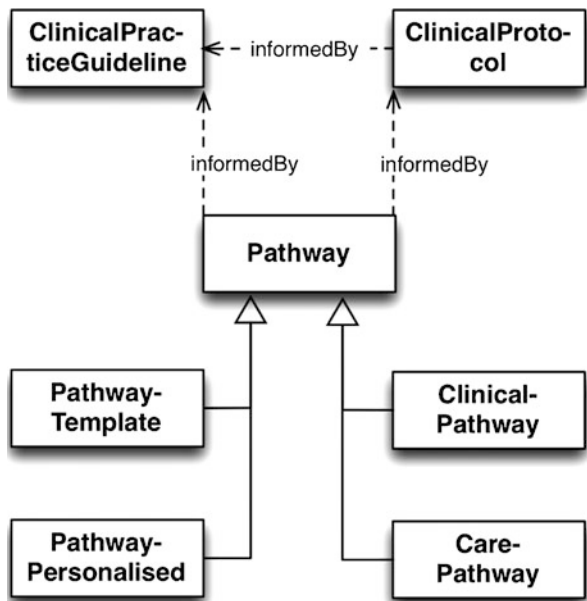 ClinicalPrac-
ticeGuideline
informedBy
ClinicalProto-
col
informedBy
informedBy
Pathway
Pathway-
Template
Clinical-
Pathway
Pathway-
Personalised
Care-
Pathway